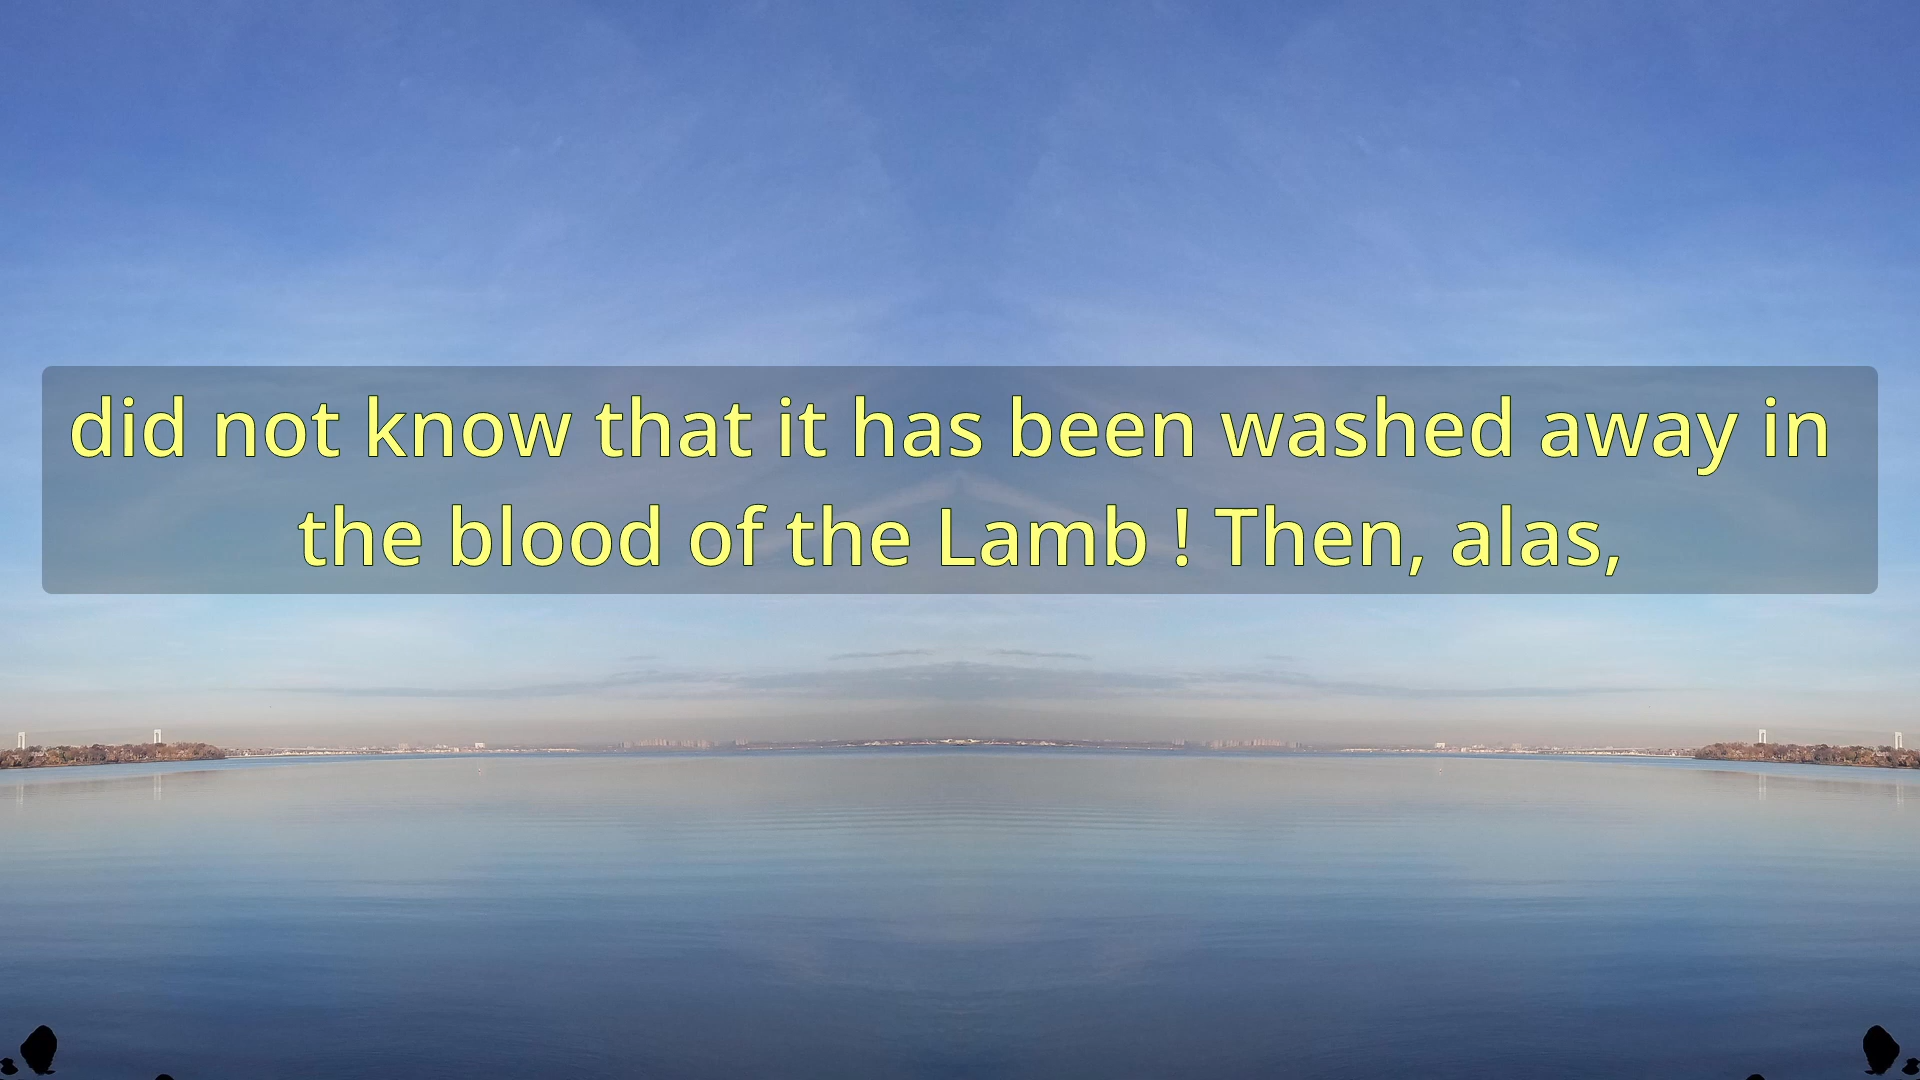 did not know that it has been washed away in
the blood of the Lamb ! Then, alas,